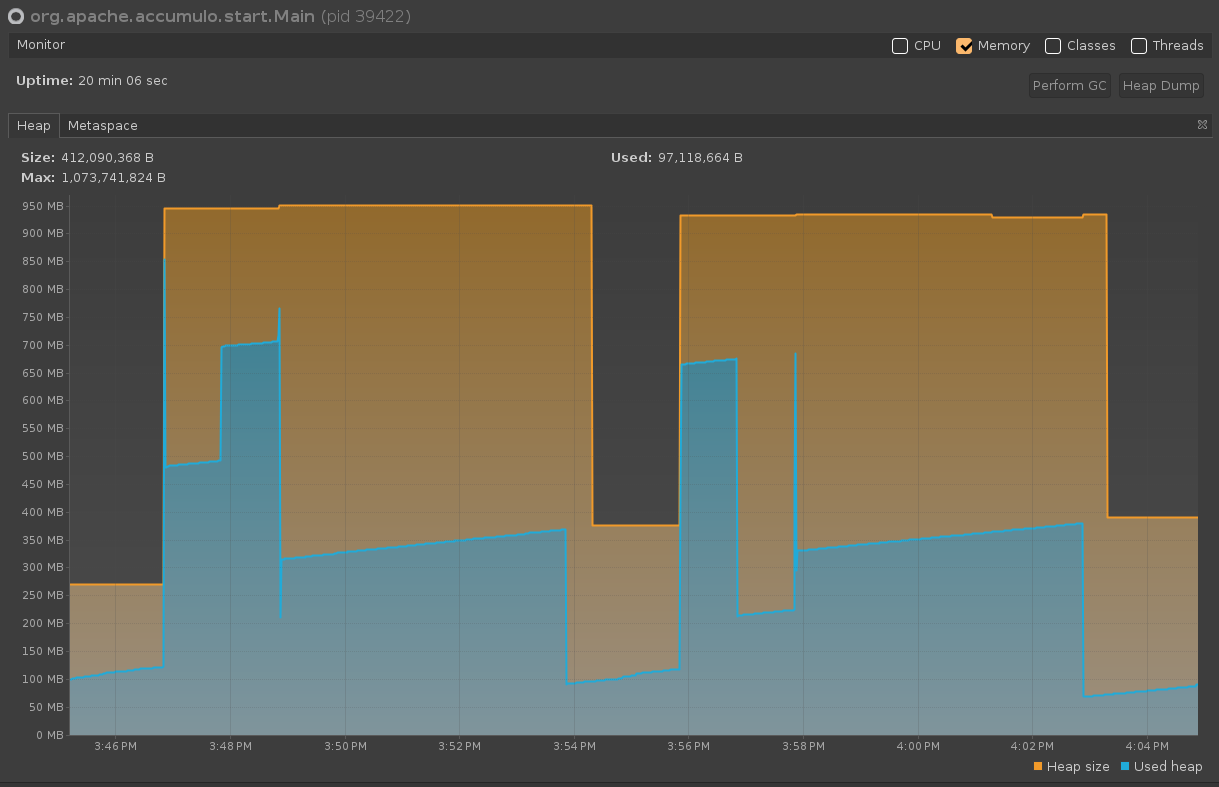 org.apache.accumulo.start.Main (pid 39422)
Monitor
CPU Memory Classes Threads
Uptime: 20 min 06 sec
Perform GC Heap Dump
Heap Metaspace
Size: 412,090,368 B Used: 97,118,664 B
Max: 1,073,741,824 B
950 MB
900 MB
850 MB
800 MB
750 MB
700 MB
650 MB
600 MB
550 MB
500 MB
450 MB
400 MB
350 MB
300 MB
250 MB
200 MB
150 MB
100 MB
50 MB
0 MB
3:46 PM 3:48 PM 3:50 PM 3:52 PM 3:54 PM 3:56 PM 3:58 PM 4:00 PM 4:02 PM 4:04 PM
Heap size Used heap